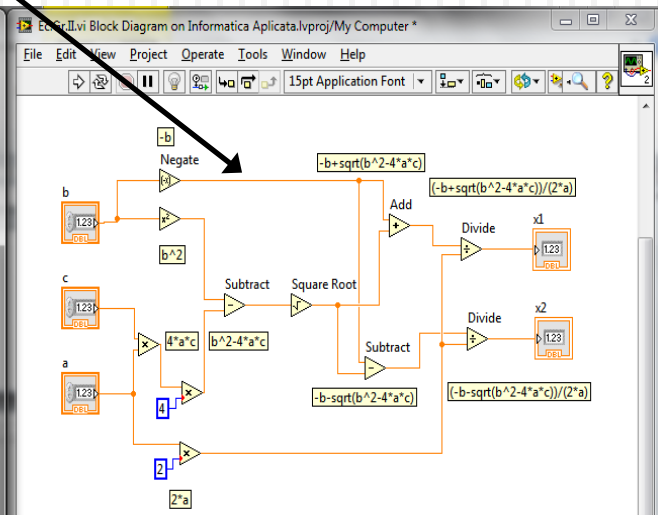 EcGr.II.vi Block Diagram on Informatica Aplicata.lvproj/My Computer *
File Edit View Project Operate Tools Window Help
15pt Application Font
2
-b
Negate
-b+sqrt(b^2-4*a*c)
(-b+sqrt(b^2-4*a*c))/(2*a)
b
Add
x1
1.23
DBL
(-x)
x²
+
Divide
÷
1.23
DBL
b^2
c
Subtract
Square Root
1.23
DBL
-
√
Divide
x2
4*a*c
b^2-4*a*c
x
Subtract
÷
1.23
DBL
a
-
1.23
DBL
x
4
-b-sqrt(b^2-4*a*c)
(-b-sqrt(b^2-4*a*c))/(2*a)
x
2
2*a